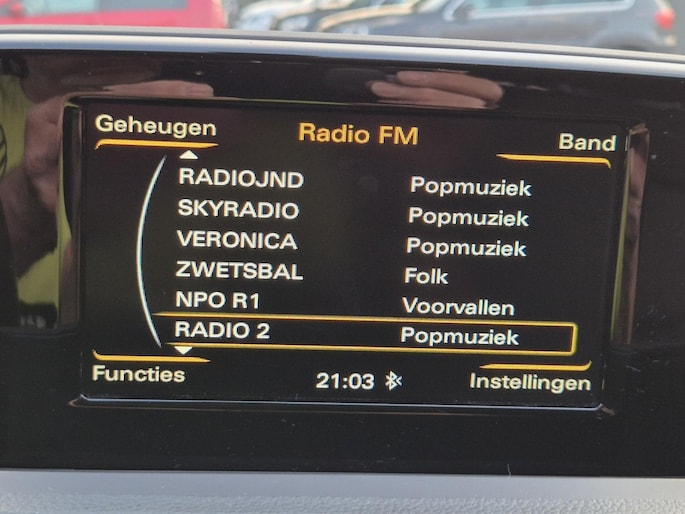 Geheugen Radio FM Band
RADIOJND Popmuziek
SKYRADIO Popmuziek
VERONICA Popmuziek
ZWETSBAL Folk
NPO R1 Voorvallen
RADIO 2 Popmuziek
Functies 21:03 Instellingen